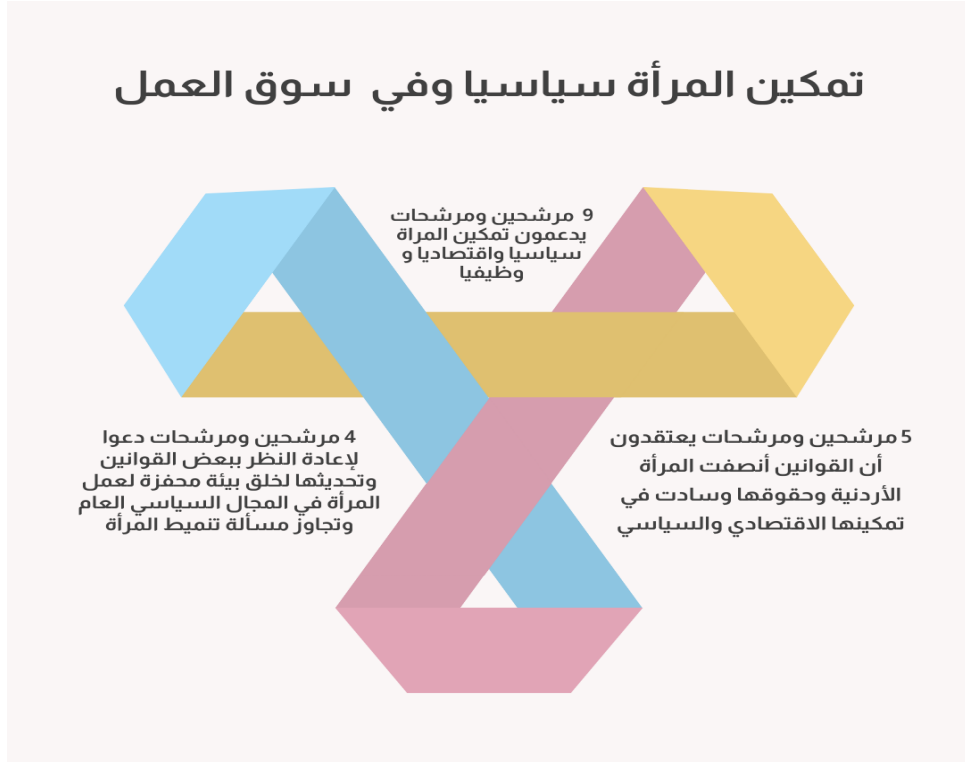 تمكين المرأة سياسيا وفي سوق العمل
9 مرشحين ومرشحات
يدعمون تمكين المراة
سياسيا واقتصاديا و
وظيفيا
5 مرشحين ومرشحات يعتقدون
أن القوانين أنصفت المرأة
الأردنية وحقوقها وسادت في
تمكينها الاقتصادي والسياسي
4 مرشحين ومرشحات دعوا
لإعادة النظر ببعض القوانين
وتحديثها لخلق بيئة محفزة لعمل
المرأة في المجال السياسي العام
وتجاوز مسألة تنميط المرأة